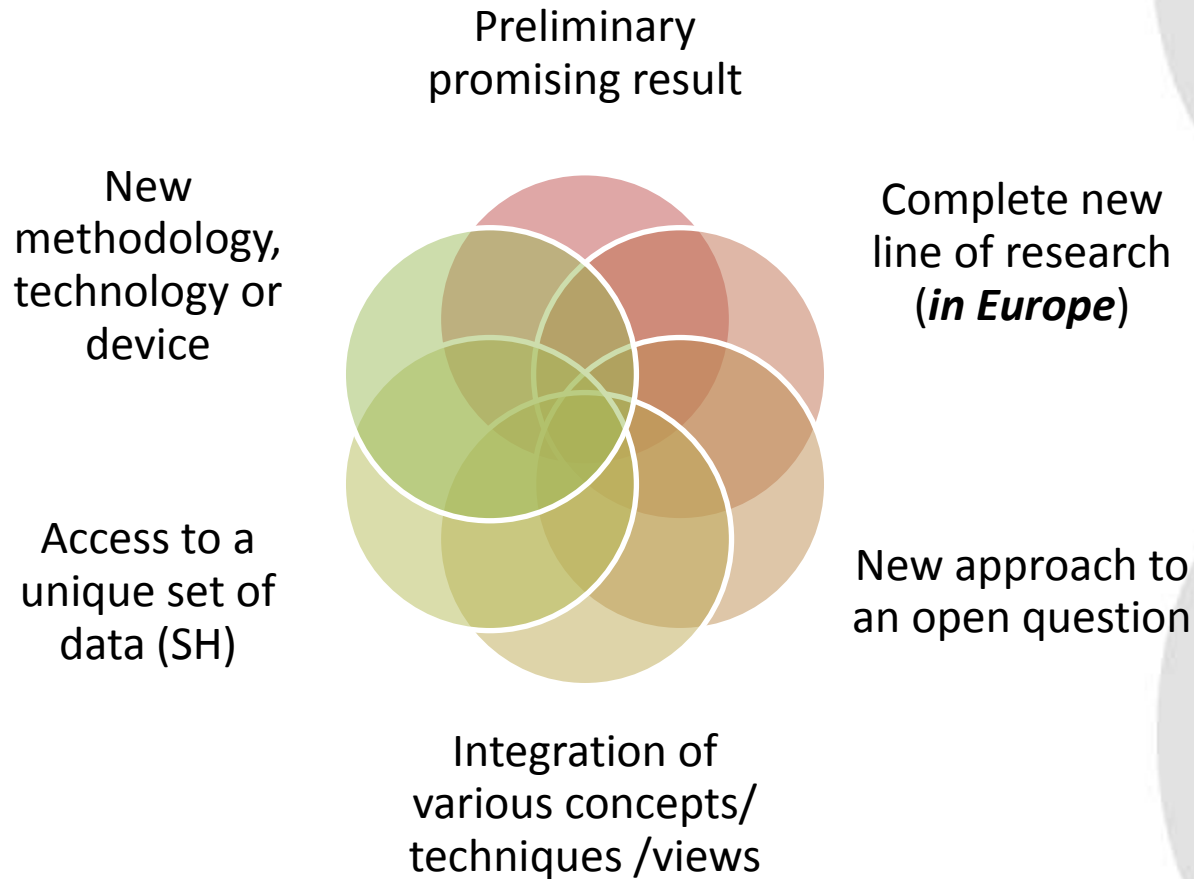 Preliminary
promising result
New
methodology,
technology or
device
Complete new
line of research
(in Europe)
Access to a
unique set of
data (SH)
New approach to
an open question
Integration of
various concepts/
techniques /views